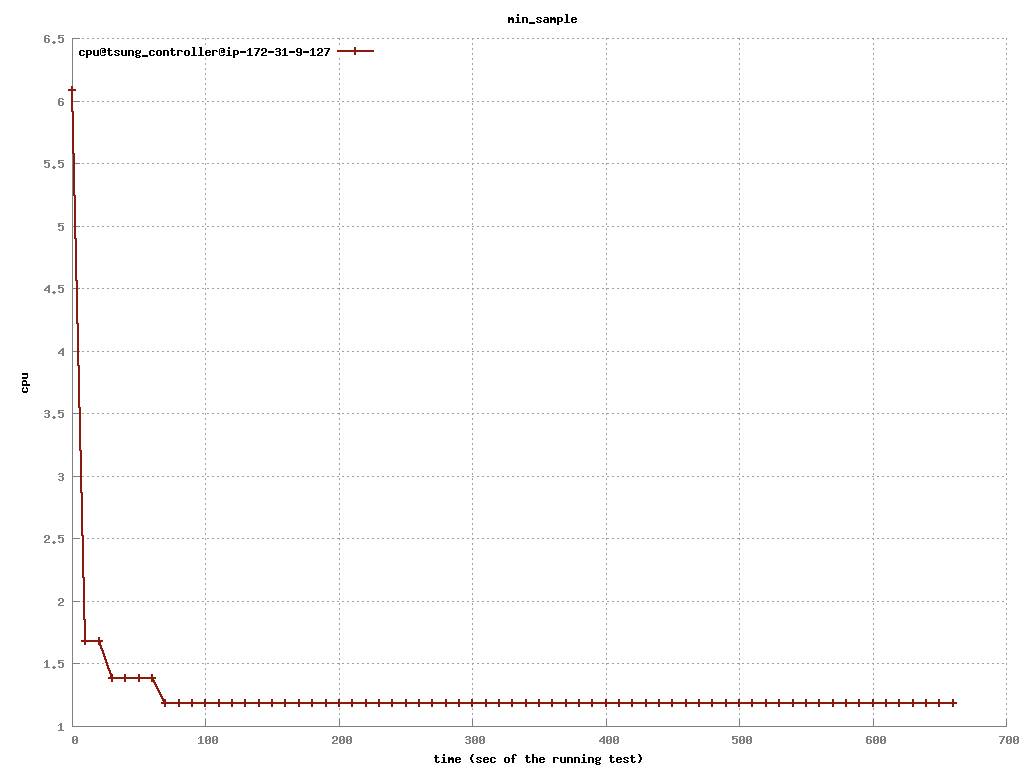 min_sample
6.5
cpu@tsung_controller@ip-172-31-9-127
6
5.5
5
4.5
4
cpu
3.5
3
2.5
2
1.5
1
0 100 200 300 400 500 600 700
time (sec of the running test)